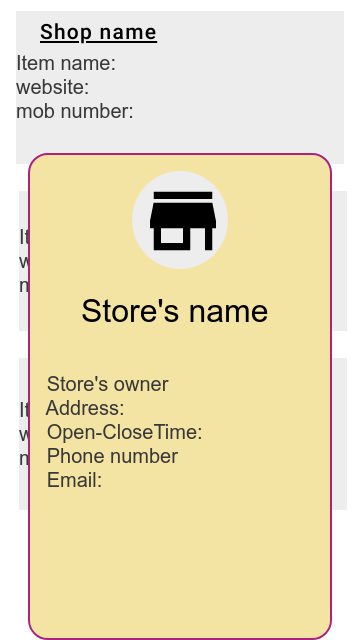 Shop name
Item name:
website:
mob number:
Store's name
Store's owner
Address:
Open-CloseTime:
Phone number
Email: